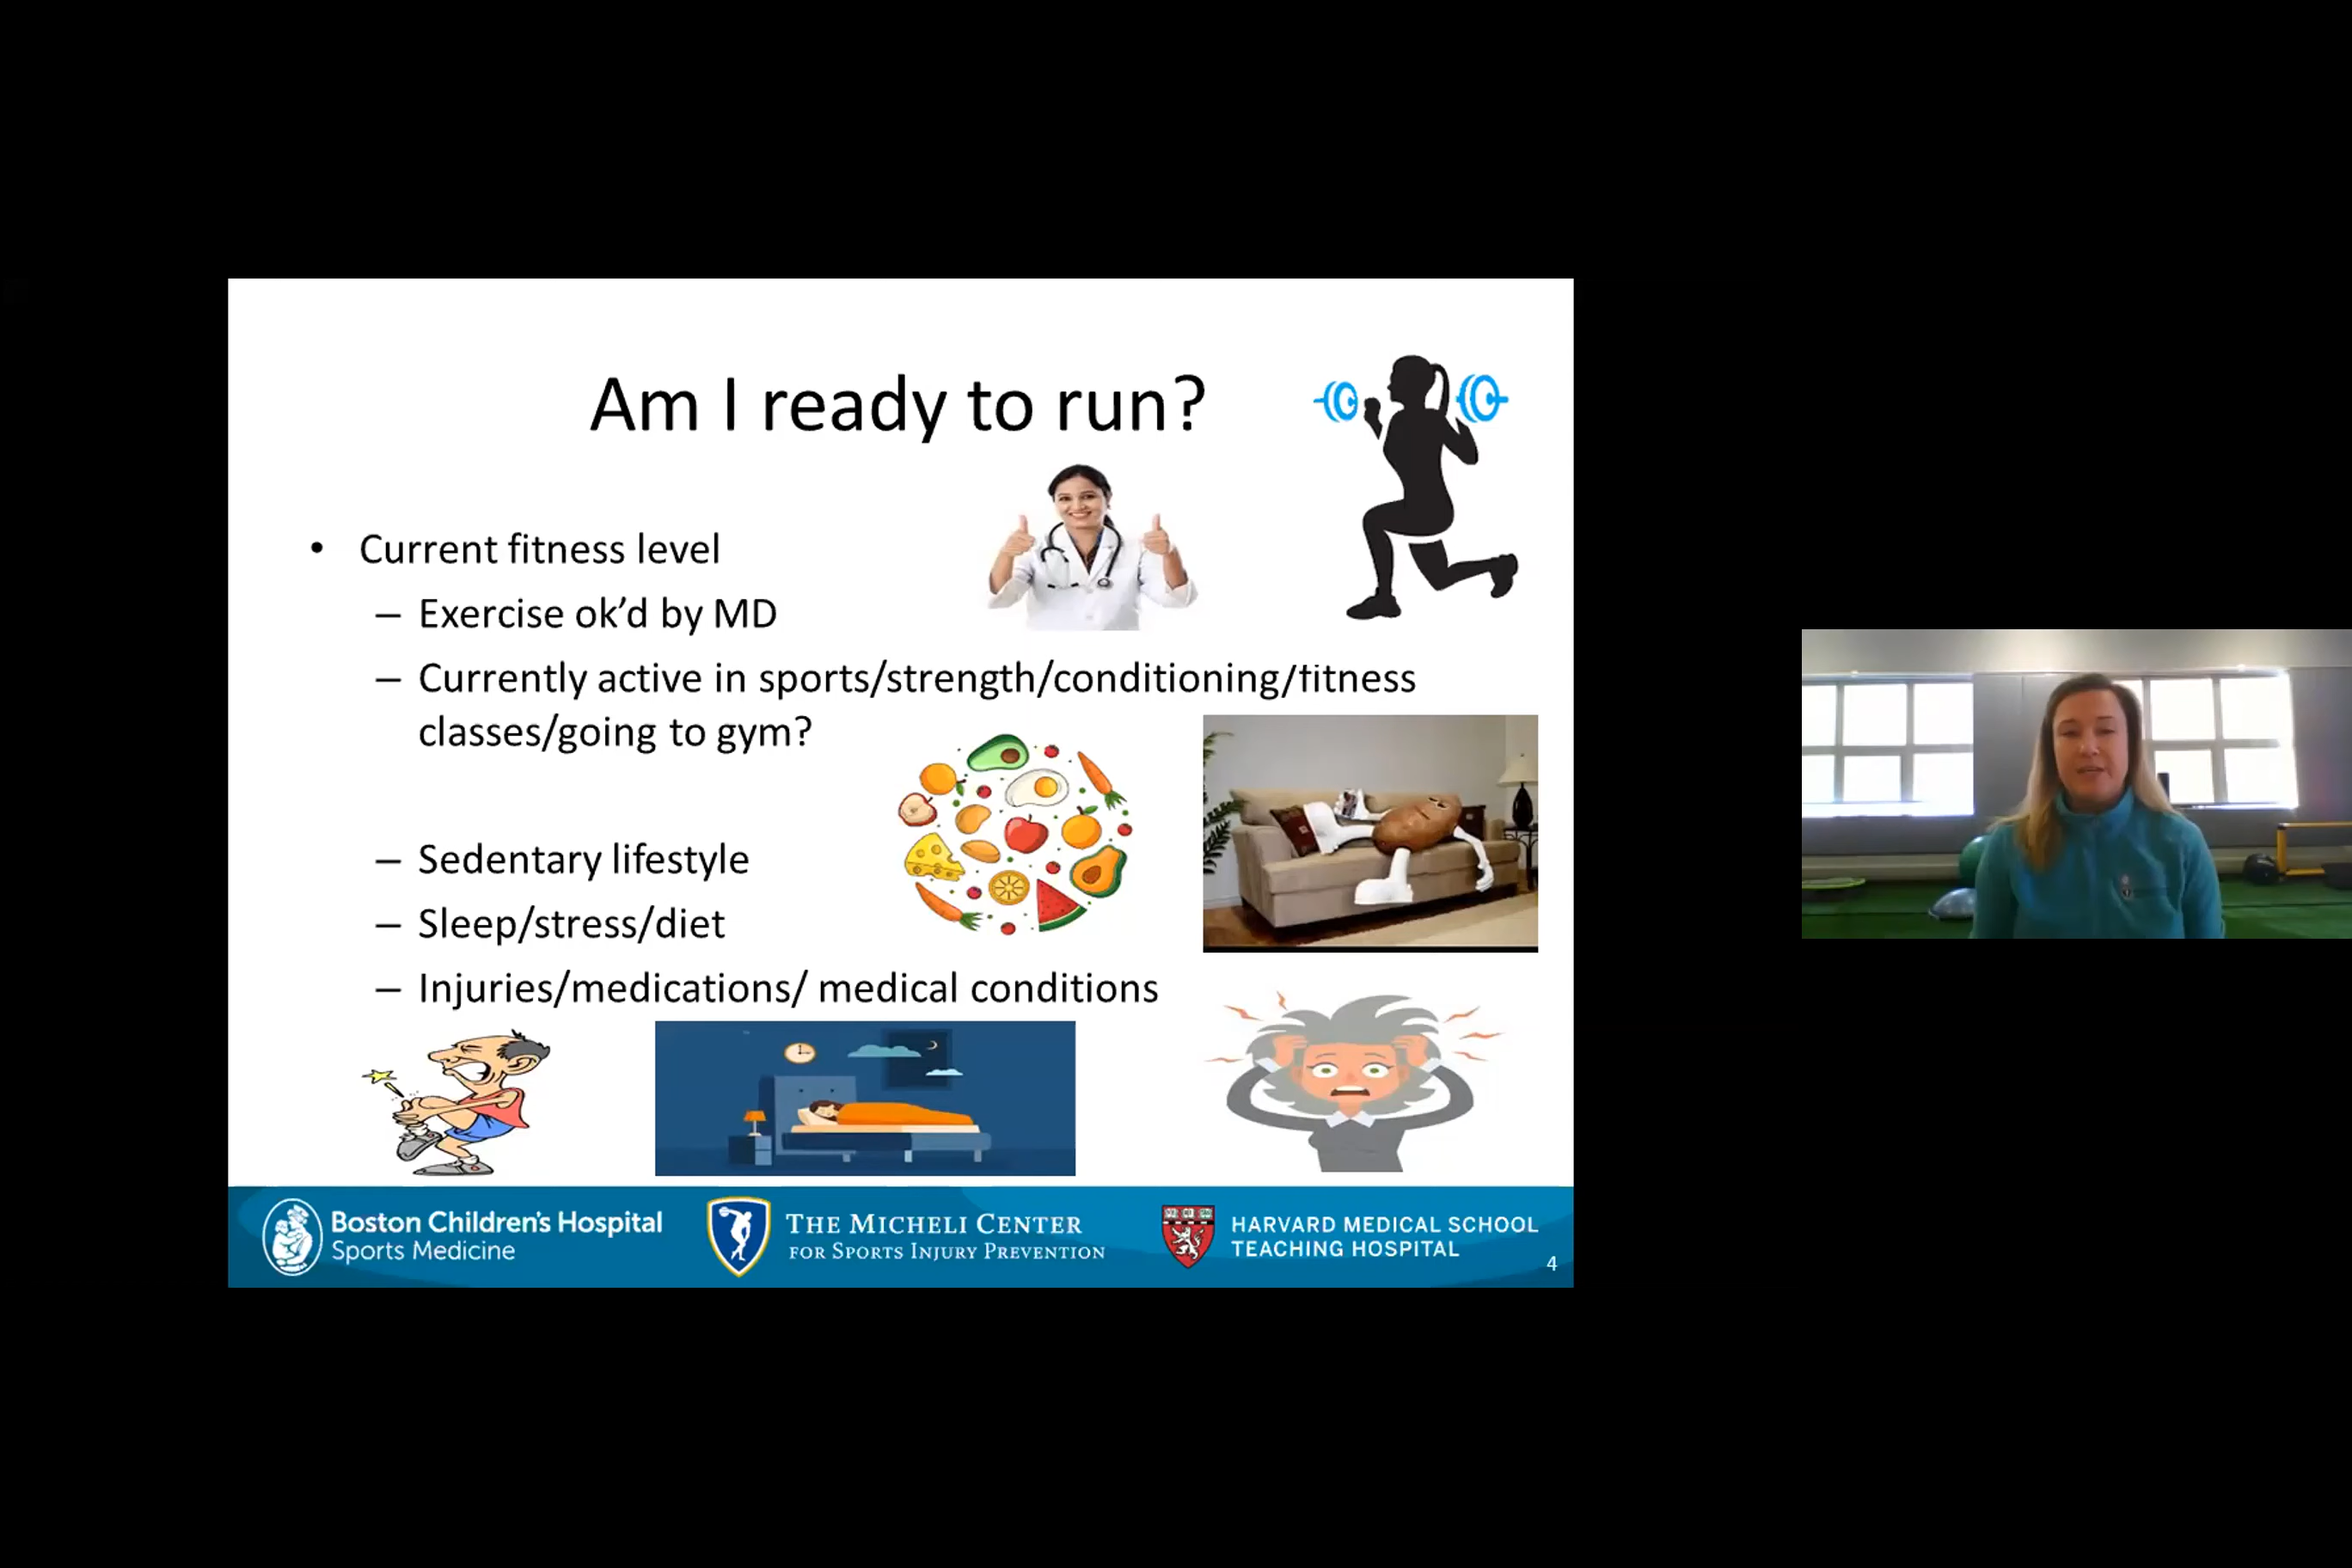 Am I ready to run?
• Current fitness level
– Exercise ok’d by MD
– Currently active in sports/strength/conditioning/fitness
classes/going to gym?
– Sedentary lifestyle
– Sleep/stress/diet
– Injuries/medications/ medical conditions
Boston Children's Hospital
Sports Medicine
THE MICHELI CENTER
FOR SPORTS INJURY PREVENTION
HARVARD MEDICAL SCHOOL
TEACHING HOSPITAL
4